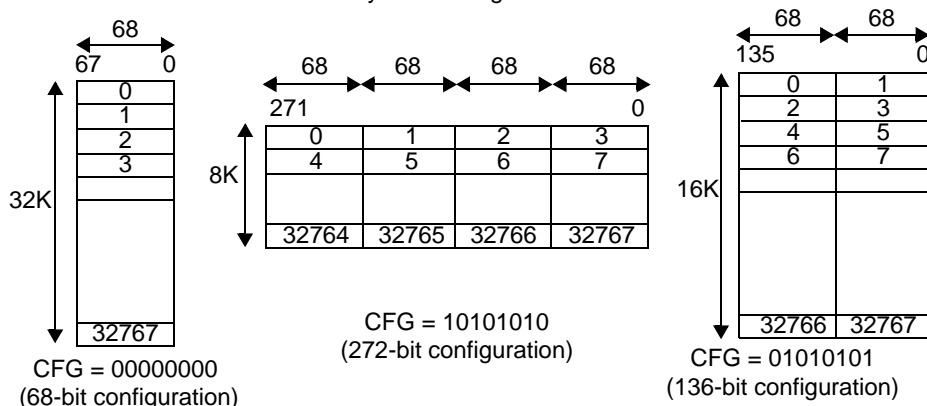 68
67 0
0
1
2
3
32K
32767
CFG = 00000000
(68-bit configuration)
68 68 68 68
271 0
0 1 2 3
4 5 6 7
8K
32764 32765 32766 32767
CFG = 10101010
(272-bit configuration)
68 68
135 0
0 1
2 3
4 5
6 7
16K
32766 32767
CFG = 01010101
(136-bit configuration)